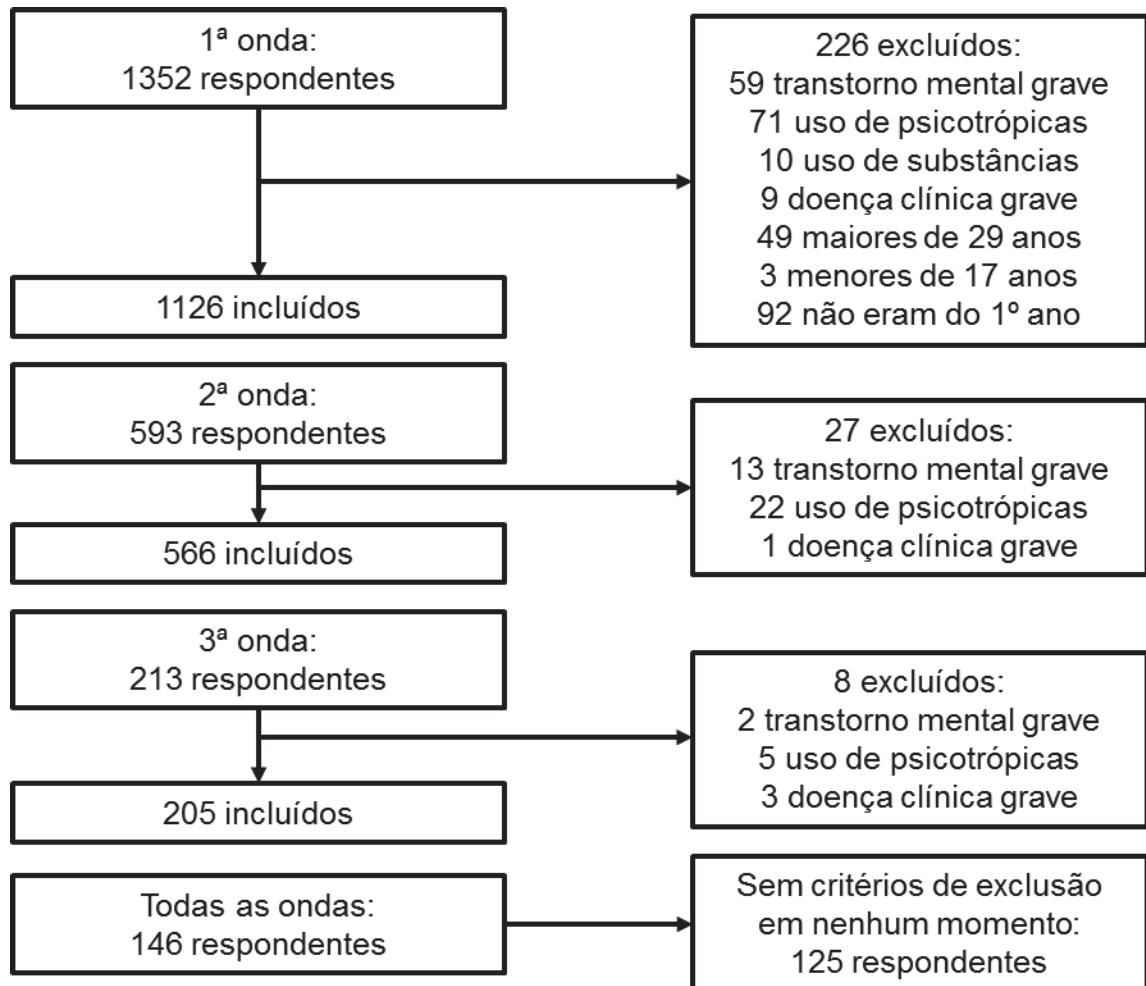 1ª onda:
1352 respondentes
226 excluídos:
59 transtorno mental grave
71 uso de psicotrópicas
10 uso de substâncias
9 doença clínica grave
49 maiores de 29 anos
3 menores de 17 anos
92 não eram do 1º ano
1126 incluídos
2ª onda:
593 respondentes
27 excluídos:
13 transtorno mental grave
22 uso de psicotrópicas
1 doença clínica grave
566 incluídos
3ª onda:
213 respondentes
8 excluídos:
2 transtorno mental grave
5 uso de psicotrópicas
3 doença clínica grave
205 incluídos
Todas as ondas:
146 respondentes
Sem critérios de exclusão
em nenhum momento:
125 respondentes